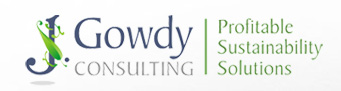 J. Gowdy
CONSULTING
Profitable
Sustainability
Solutions